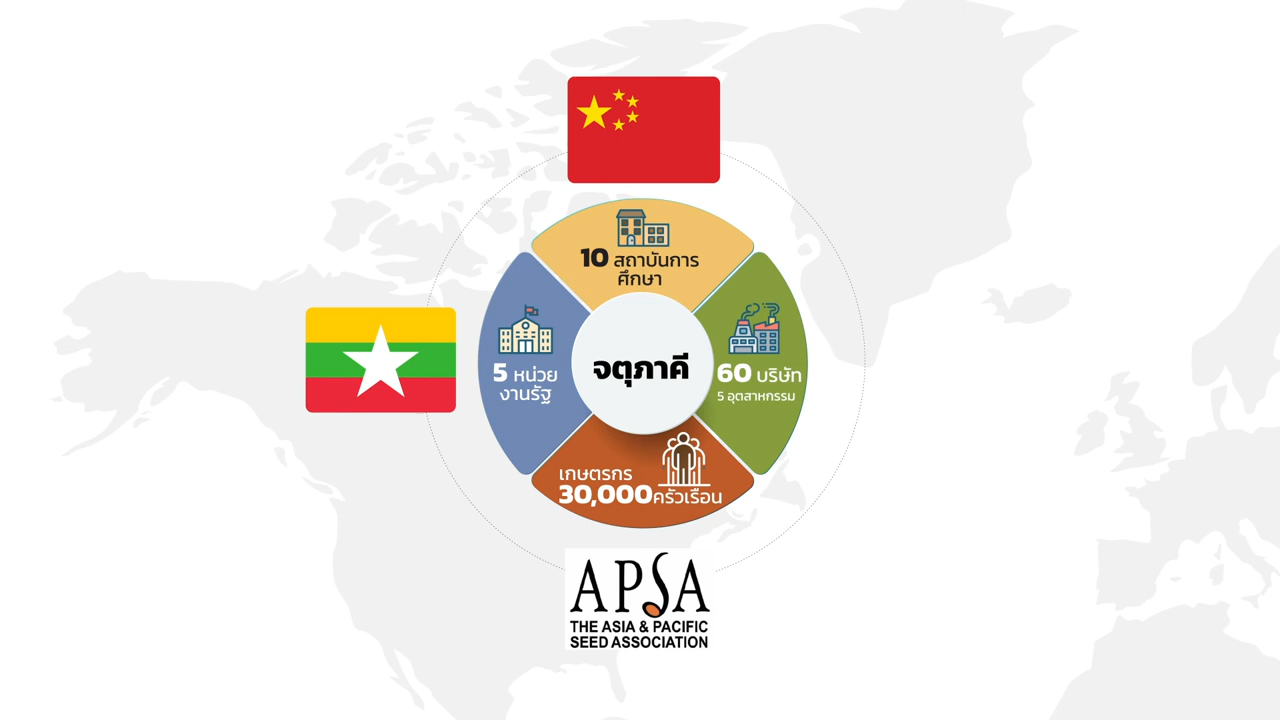 10 สถาบันการ
ศึกษา
5 หน่วย
งานรัฐ
จตุภาคี
60 บริษัท
5 อุตสาหกรรม
เกษตรกร
30,000ครัวเรือน
APSA
THE ASIA & PACIFIC
SEED ASSOCIATION